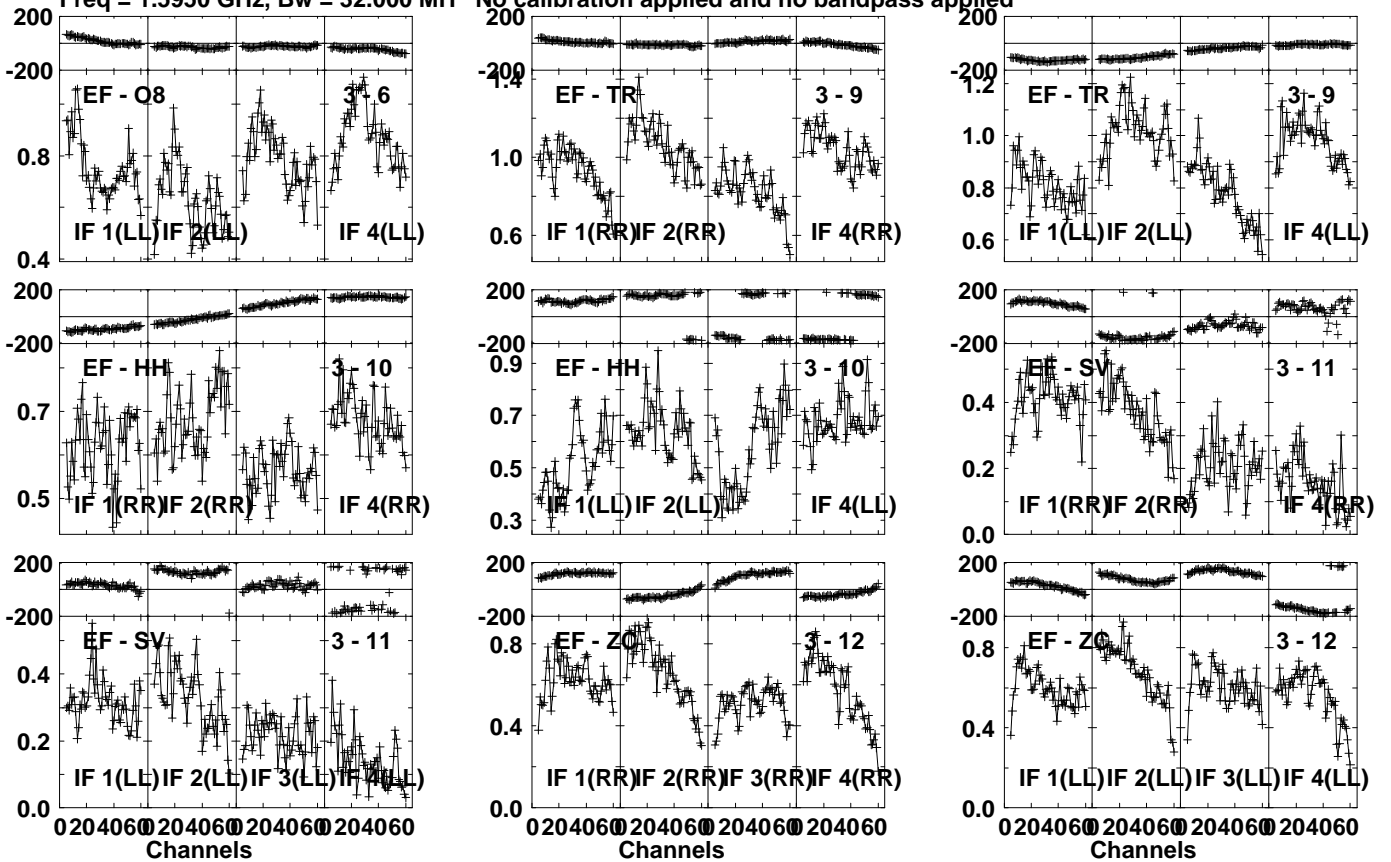 Freq = 1.5950 GHz, Bw = 32.000 MH No calibration applied and no bandpass applied
200
-200
EF - O8 3 - 6
0.8
0.4
IF 1(LL) IF 2(LL) IF 4(LL)
200
-200
1.4
EF - TR 3 - 9
1.0
0.6
IF 1(RR) IF 2(RR) IF 4(RR)
200
-200
1.2
EF - TR 3 - 9
1.0
0.8
0.6
IF 1(LL) IF 2(LL) IF 4(LL)
200
-200
EF - HH 3 - 10
0.7
0.5
IF 1(RR) IF 2(RR) IF 4(RR)
200
-200
0.9
EF - HH 3 - 10
0.7
0.5
0.3
IF 1(LL) IF 2(LL) IF 4(LL)
200
-200
EF - SV 3 - 11
0.4
0.2
0.0
IF 1(RR) IF 2(RR) IF 4(RR)
200
-200
EF - SV 3 - 11
0.4
0.2
0.0
IF 1(LL) IF 2(LL) IF 3(LL) IF 4(LL)
0 20 40 60 0 20 40 60 0 20 40 60 0 20 40 60
Channels
200
-200
EF - ZC 3 - 12
0.8
0.4
0.0
IF 1(RR) IF 2(RR) IF 3(RR) IF 4(RR)
0 20 40 60 0 20 40 60 0 20 40 60 0 20 40 60
Channels
200
-200
EF - ZC 3 - 12
0.8
0.4
0.0
IF 1(LL) IF 2(LL) IF 3(LL) IF 4(LL)
0 20 40 60 0 20 40 60 0 20 40 60 0 20 40 60
Channels